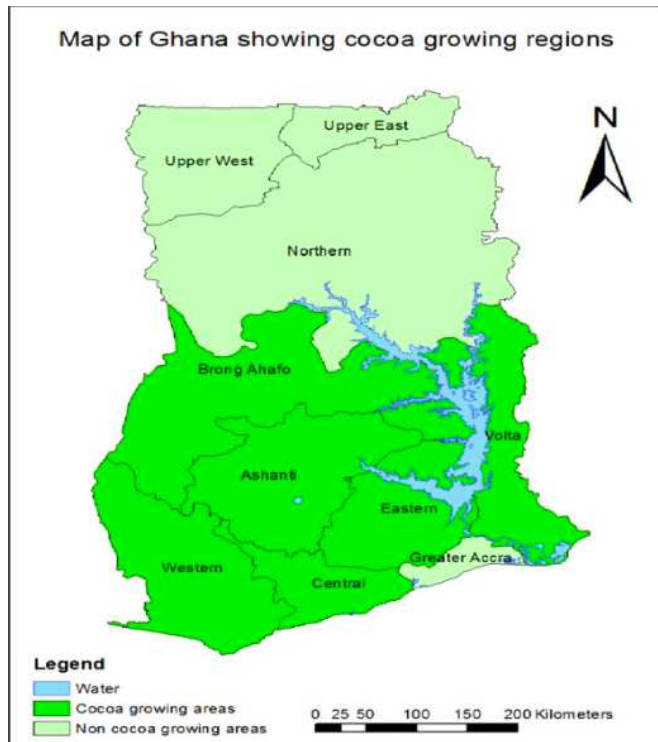 Map of Ghana showing cocoa growing regions
N
Upper East
Upper West
Northern
Brong Ahafo
Volta
Ashanti
Eastern
Greater Accra
Western
Central
Legend
Water
Cocoa growing areas
Non cocoa growing areas
0 25 50 100 150 200 Kilometers